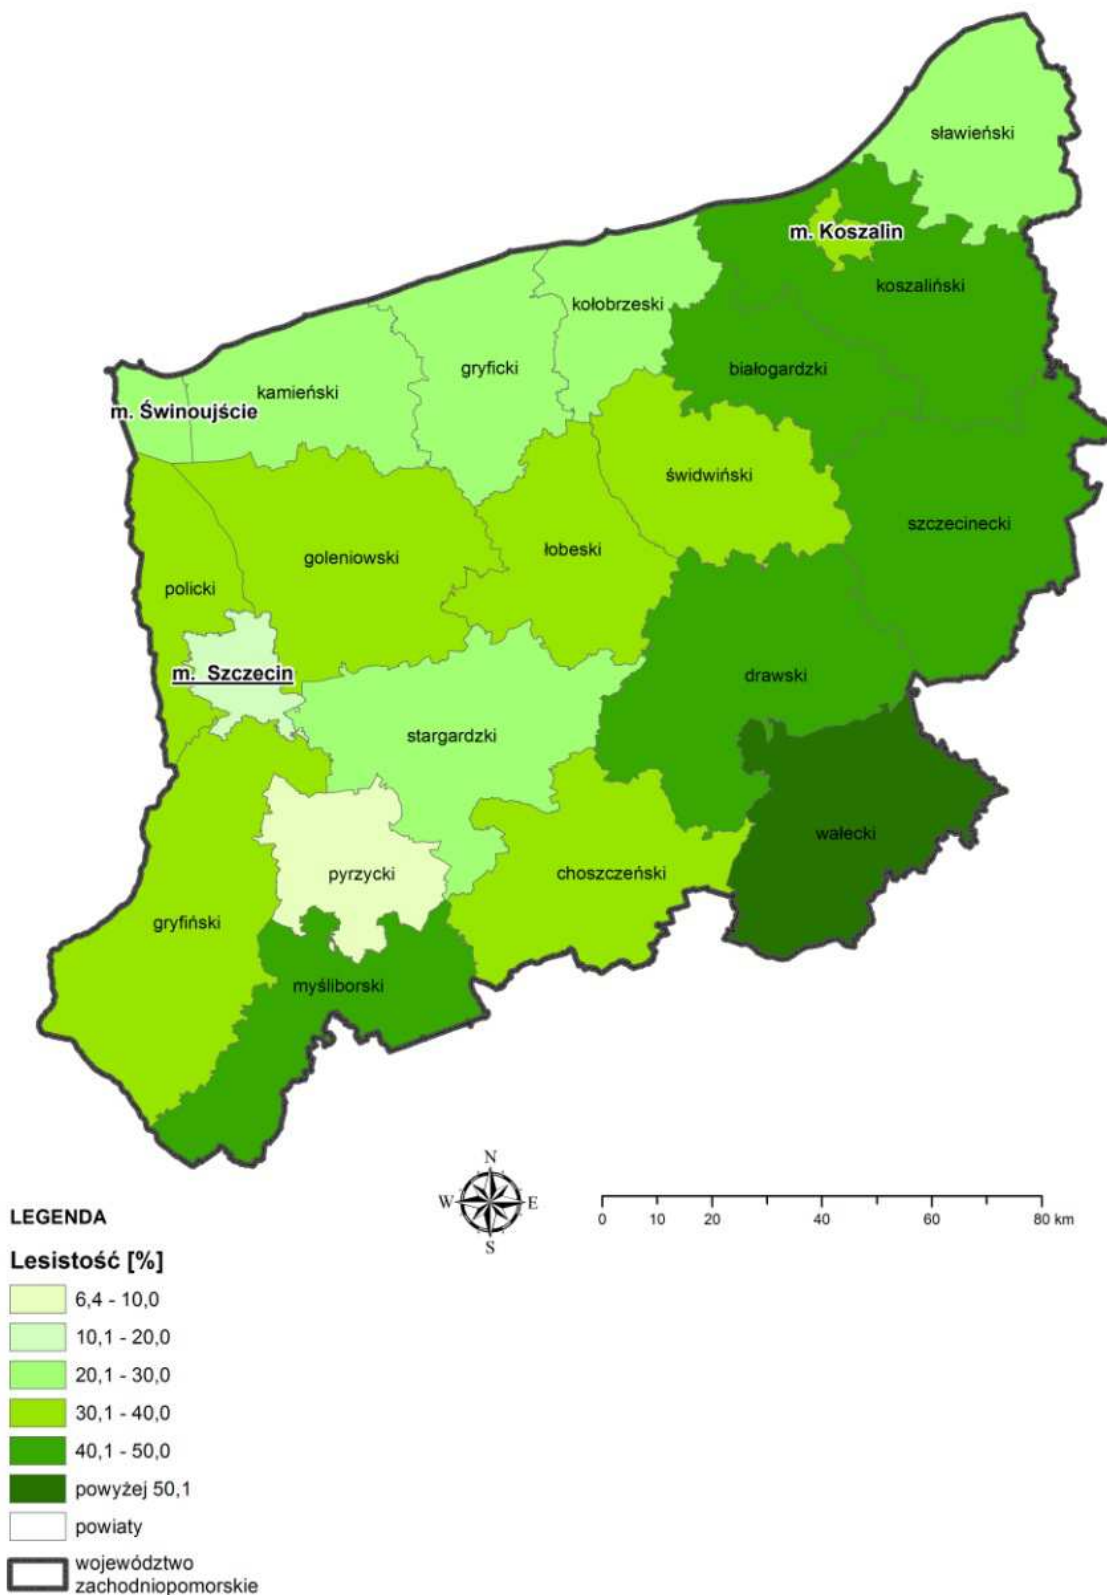 sławieński
m. Koszalin
koszaliński
kołobrzeski
gryficki
białogardzki
kamieński
m. Świnoujście
świdwiński
szczecinecki
łobeski
goleniowski
policki
m. Szczecin
drawski
stargardzki
wałecki
choszczeński
pyrzycki
gryfiński
myśliborski
N
W
E
S
0 10 20 40 60 80 km
LEGENDA
Lesistość [%]
6,4 - 10,0
10,1 - 20,0
20,1 - 30,0
30,1 - 40,0
40,1 - 50,0
powyżej 50,1
powiaty
województwo
zachodniopomorskie